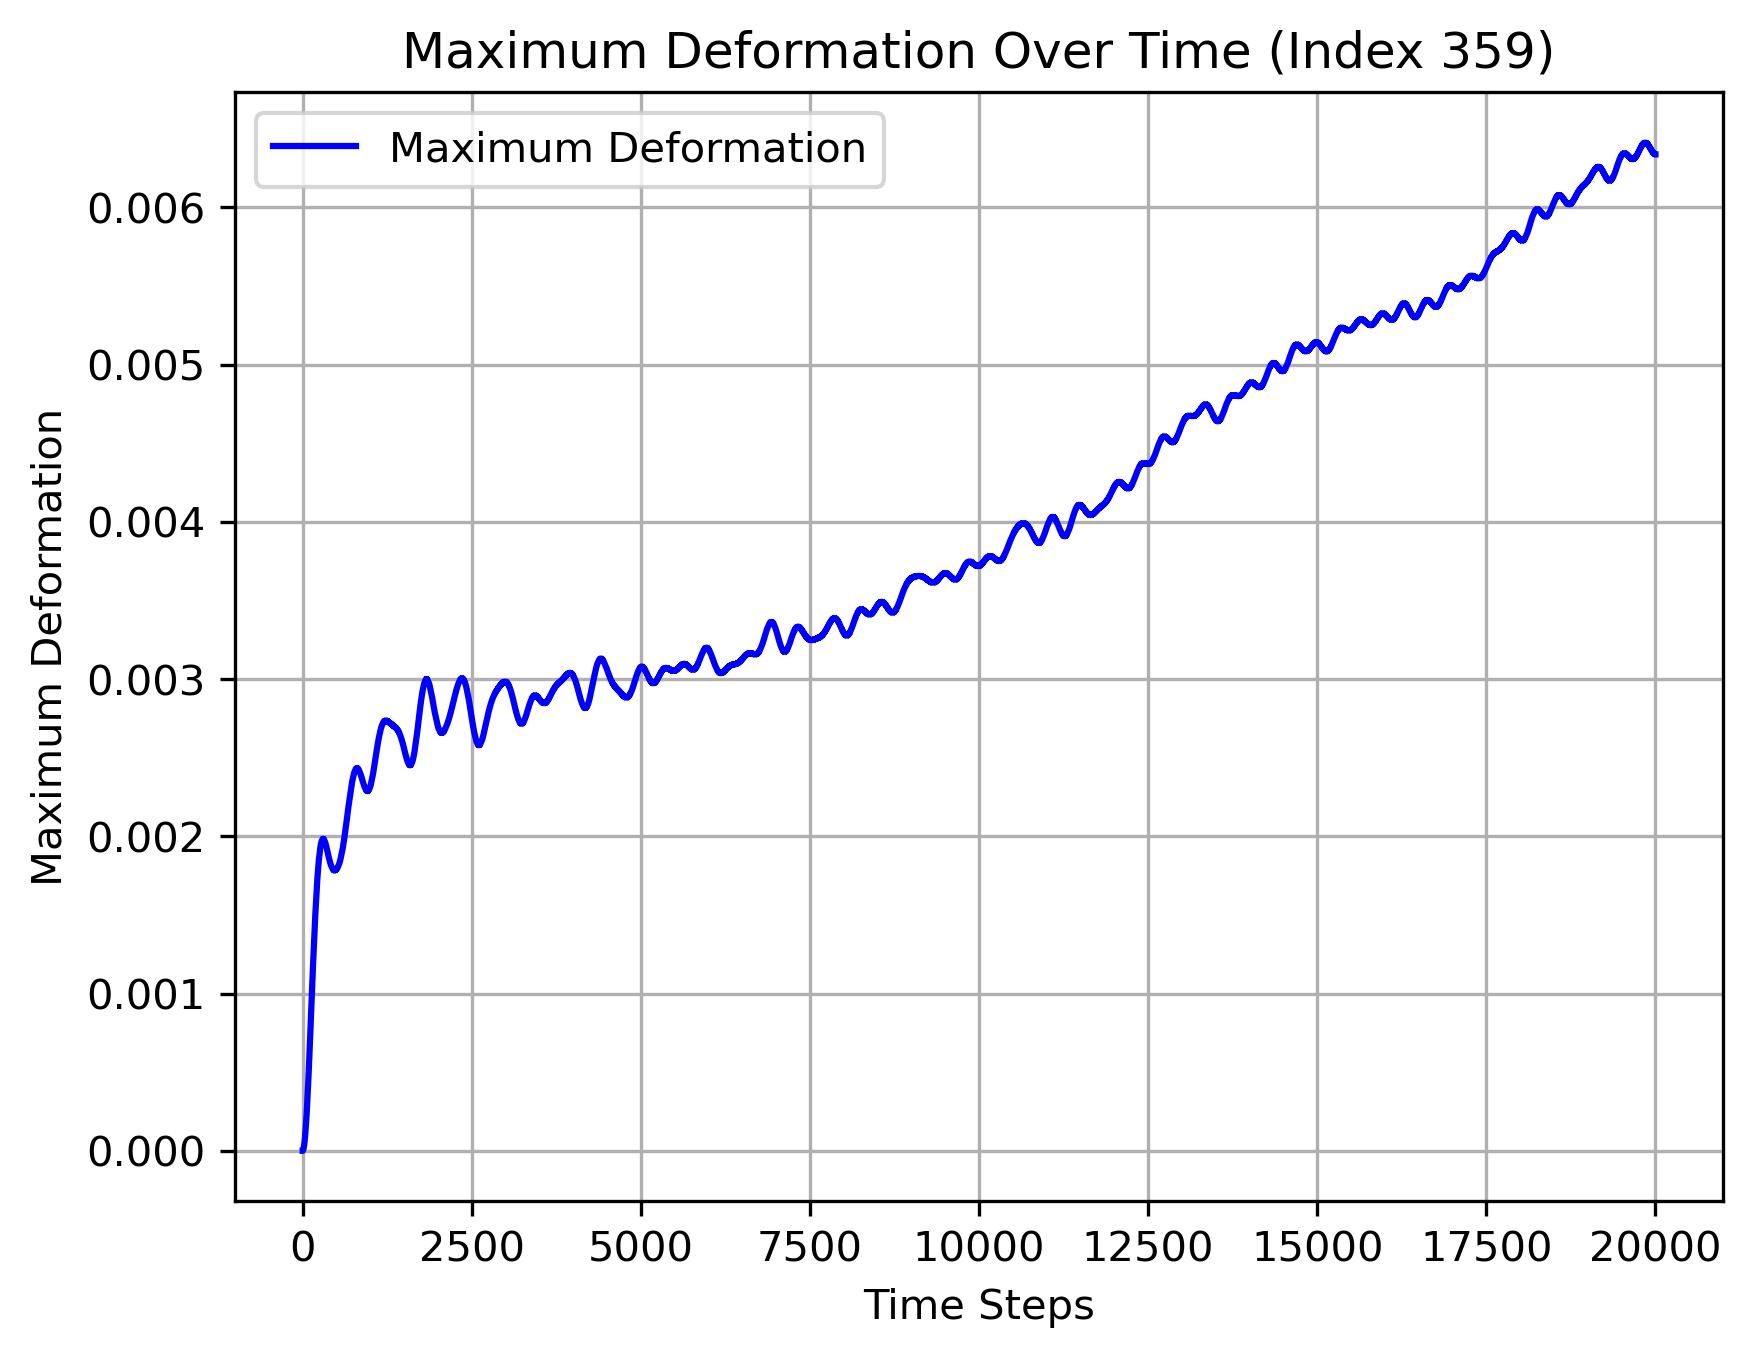 Maximum Deformation Over Time (Index 359)
Maximum Deformation
Maximum Deformation
0.006
0.005
0.004
0.003
0.002
0.001
0.000
0 2500 5000 7500 10000 12500 15000 17500 20000
Time Steps